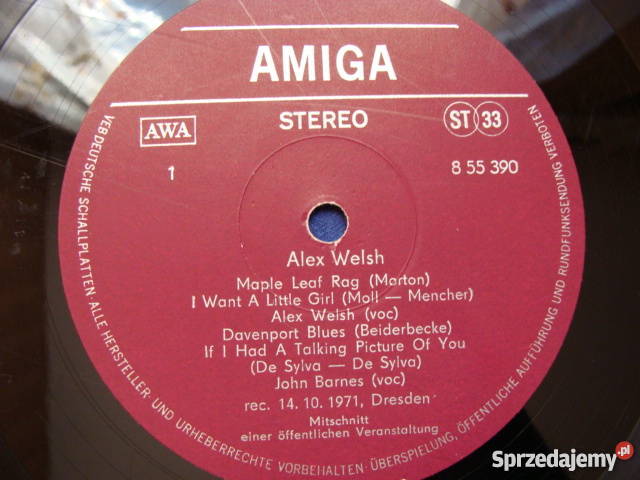 AMIGA
AWA
STEREO
ST 33
1
8 55 390
Alex Welsh
Maple Leaf Rag (Morton)
I Want A Little Girl (Moll — Mencher)
Alex Welsh (voc)
Davenport Blues (Beiderbecke)
If I Had A Talking Picture Of You
(De Sylva — De Sylva)
John Barnes (voc)
rec. 14. 10. 1971, Dresden
Mitschnitt
einer öffentlichen Veranstaltung
VEB DEUTSCHE SCHALLPLATTEN · ALLE HERSTELLER- UND URHEBERRECHTE VORBEHALTEN · ÜBERSPIELUNG, ÖFFENTLICHE AUFFÜHRUNG UND RUNDFUNKSENDUNG VERBOTEN
Sprzedajemy.pl